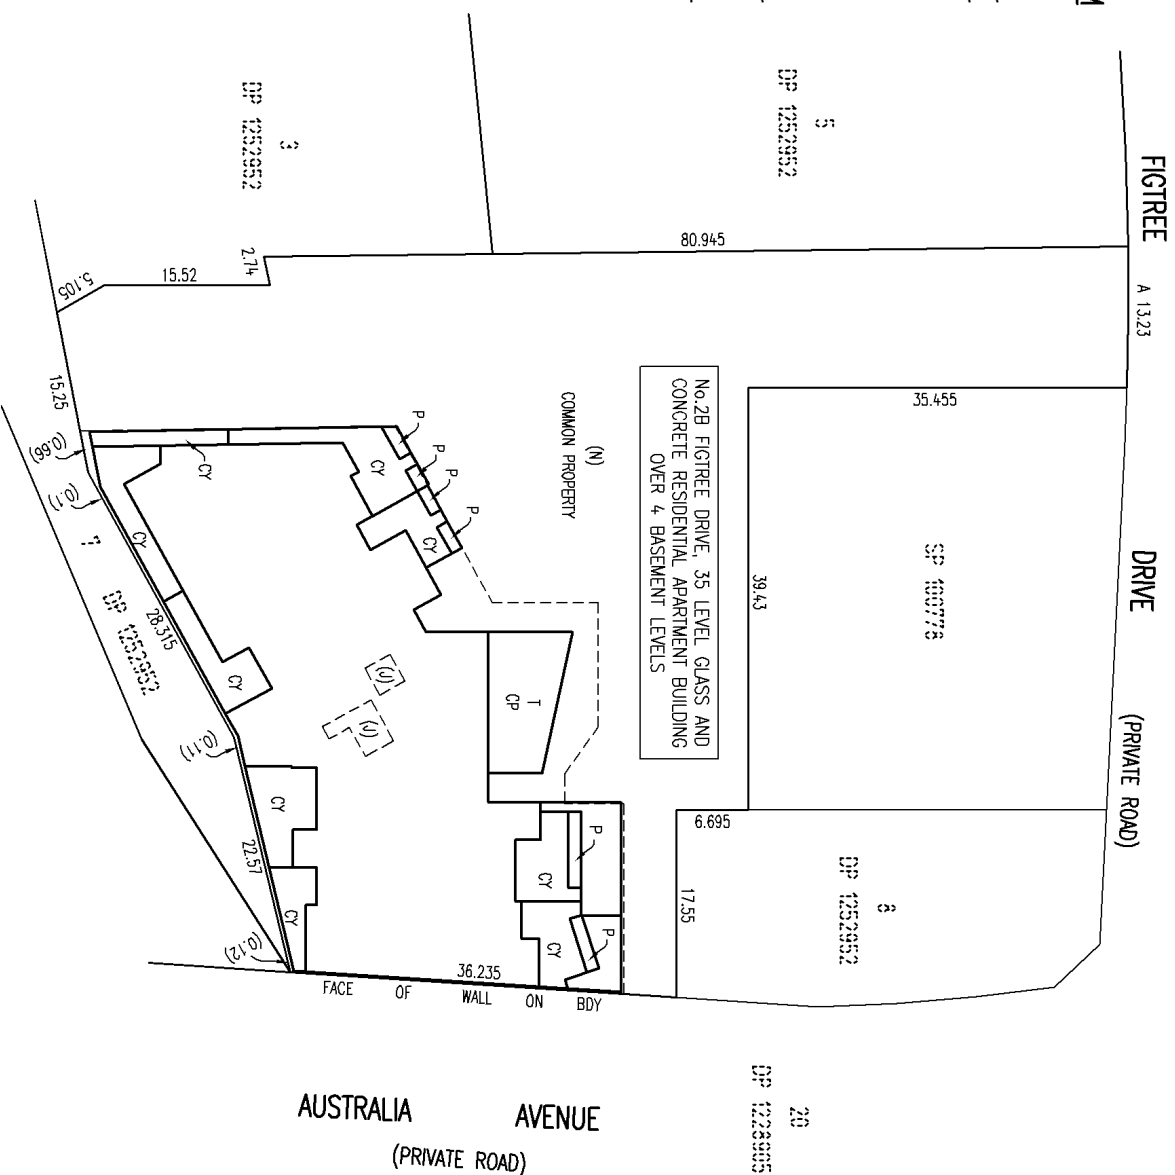 FIGTREE DRIVE
(PRIVATE ROAD)
A 13.23
5
DP 1252952
3
DP 1252952
80.945
2.74
15.52
5.105
15.25
35.455
SP 100778
39.43
6.695
17.55
8
DP 1252952
No.2B FIGTREE DRIVE, 35 LEVEL GLASS AND
CONCRETE RESIDENTIAL APARTMENT BUILDING
OVER 4 BASEMENT LEVELS
(N)
COMMON PROPERTY
P
P
P
P
CY
CY
CY
(0.66)
(0.1)
7
DP 1252952
CY
28.315
CY
(0.11)
(U)
(U)
T
CP
P
CY
P
CY
CY
22.57
CY
(0.12)
36.235
FACE OF WALL ON BDY
AUSTRALIA AVENUE
(PRIVATE ROAD)
20